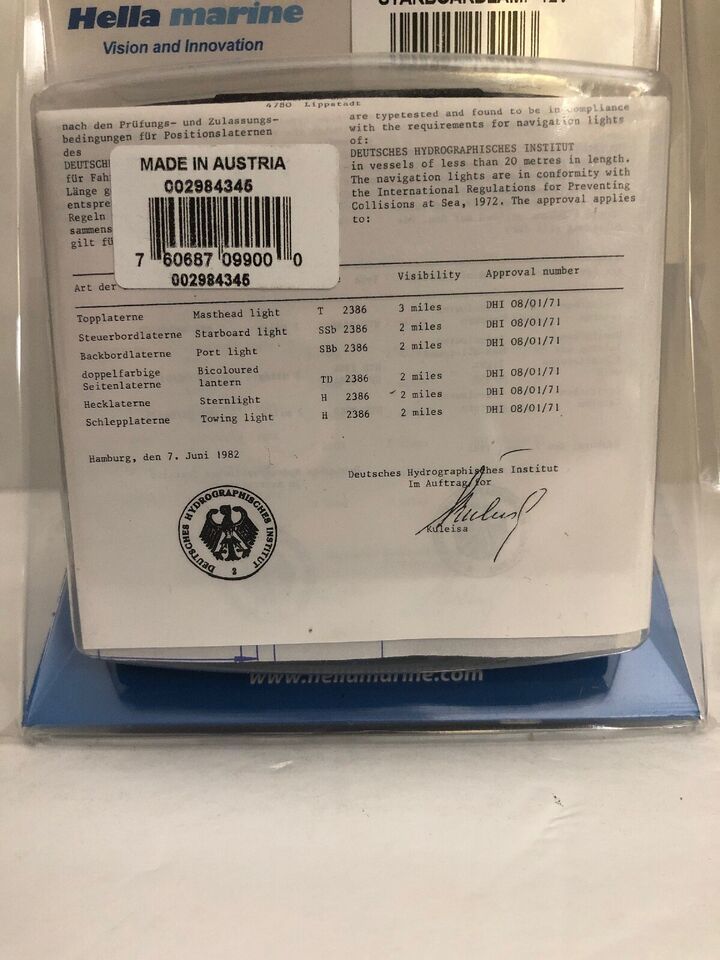 Hella marine
Vision and Innovation
4780 Lippstadt
nach den Prüfungs- und Zulassungs-
bedingungen für Positionslaternen
des
DEUTSCH
für Fah
Länge g
entspre
Regeln
sammens
gilt fü
are typetested and found to be in compliance
with the requirements for navigation lights
of:
DEUTSCHES HYDROGRAPHISCHES INSTITUT
in vessels of less than 20 metres in length.
The navigation lights are in conformity with
the International Regulations for Preventing
Collisions at Sea, 1972. The approval applies
to:
MADE IN AUSTRIA
002984345
7 60687 09900 0
002984345
Art der Visibility Approval number
Topplaterne Masthead light T 2386 3 miles DHI 08/01/71
Steuerbordlaterne Starboard light SSb 2386 2 miles DHI 08/01/71
Backbordlaterne Port light SBb 2386 2 miles DHI 08/01/71
doppelfarbige Bicoloured
Seitenlaterne lantern TD 2386 2 miles DHI 08/01/71
Hecklaterne Sternlight H 2386 2 miles DHI 08/01/71
Schlepplaterne Towing light H 2386 2 miles DHI 08/01/71
Hamburg, den 7. Juni 1982
Deutsches Hydrographisches Institut
Im Auftrag/for
Kuleisa
DEUTSCHES HYDROGRAPHISCHES INSTITUT
3
www.hellamarine.com